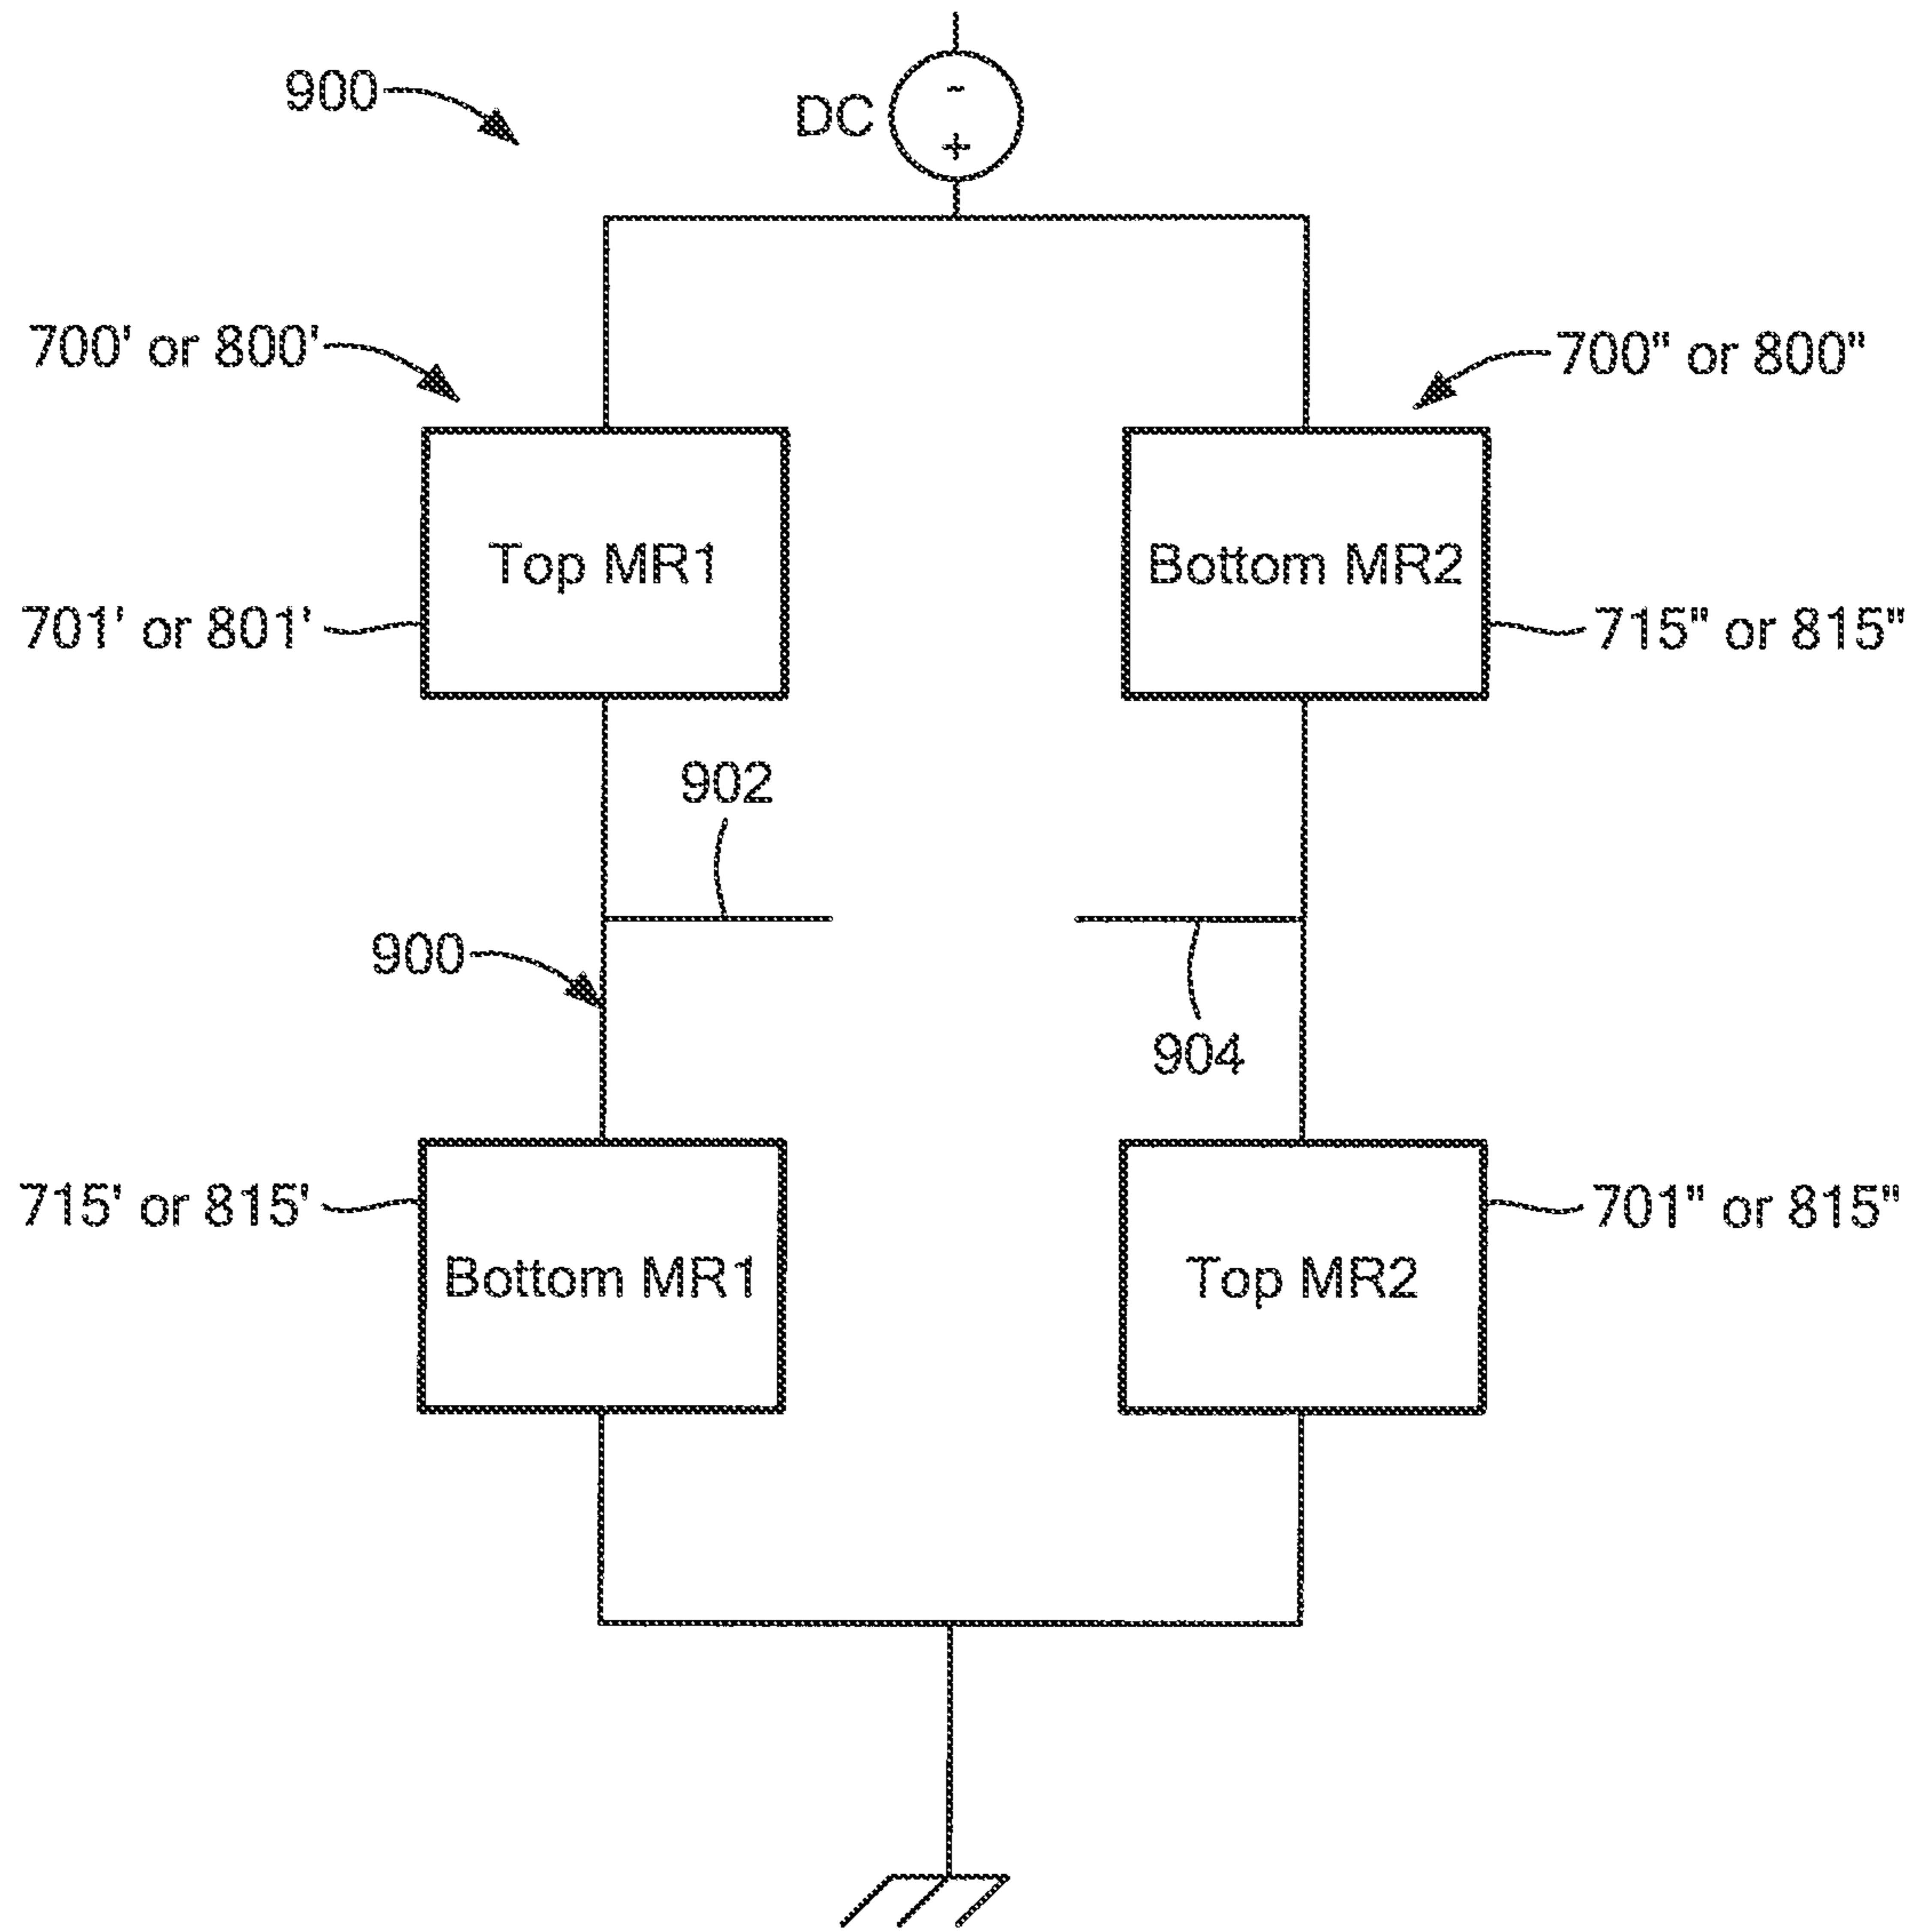 900
DC
-
+
700' or 800'
700" or 800"
Top MR1
Bottom MR2
701' or 801'
715" or 815"
902
900
904
715' or 815'
701" or 815"
Bottom MR1
Top MR2